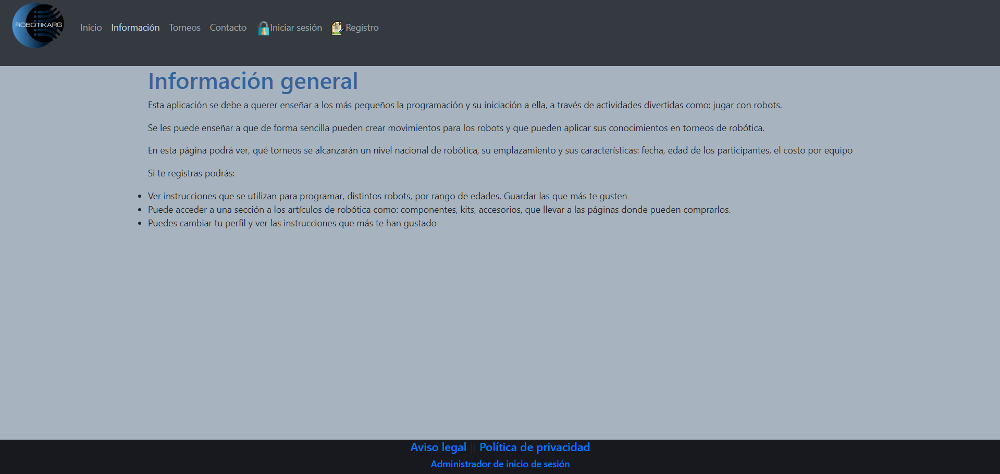 ROBOTIKARG
Inicio Información Torneos Contacto Iniciar sesión Registro
Información general
Esta aplicación se debe a querer enseñar a los más pequeños la programación y su iniciación a ella, a través de actividades divertidas como: jugar con robots.
Se les puede enseñar a que de forma sencilla pueden crear movimientos para los robots y que pueden aplicar sus conocimientos en torneos de robótica.
En esta página podrá ver, qué torneos se alcanzarán un nivel nacional de robótica, su emplazamiento y sus características: fecha, edad de los participantes, el costo por equipo
Si te registras podrás:
• Ver instrucciones que se utilizan para programar, distintos robots, por rango de edades. Guardar las que más te gusten
• Puede acceder a una sección a los artículos de robótica como: componentes, kits, accesorios, que llevar a las páginas donde pueden comprarlos.
• Puedes cambiar tu perfil y ver las instrucciones que más te han gustado
Aviso legal || Política de privacidad
Administrador de inicio de sesión